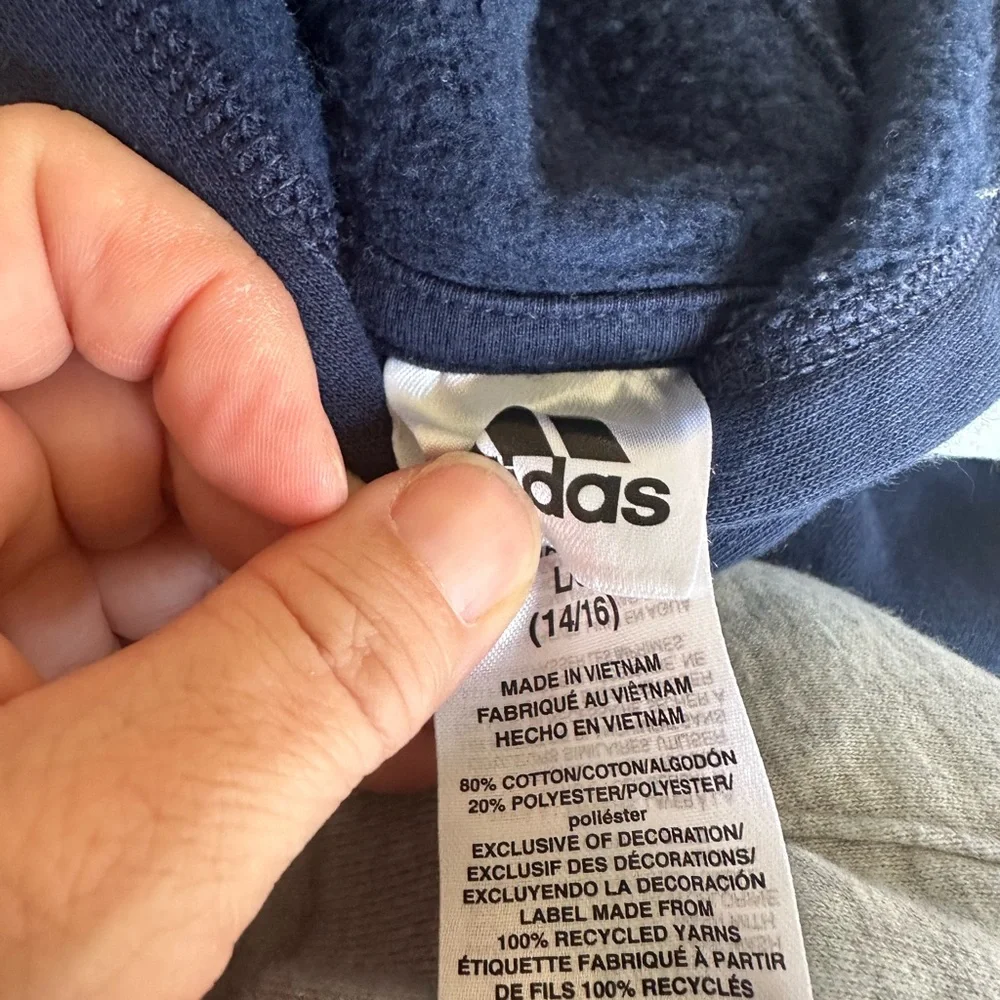 idas
(14/16)
MADE IN VIETNAM
FABRIQUÉ AU VIÊTNAM
HECHO EN VIETNAM
80% COTTON/COTON/ALGODÓN
20% POLYESTER/POLYESTER/
poliéster
EXCLUSIVE OF DECORATION/
EXCLUSIF DES DÉCORATIONS/
EXCLUYENDO LA DECORACIÓN
LABEL MADE FROM
100% RECYCLED YARNS
ÉTIQUETTE FABRIQUÉ À PARTIR
DE FILS 100% RECYCLÉS